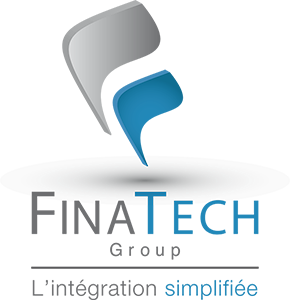 FINATECH
Group
L'intégration simplifiée